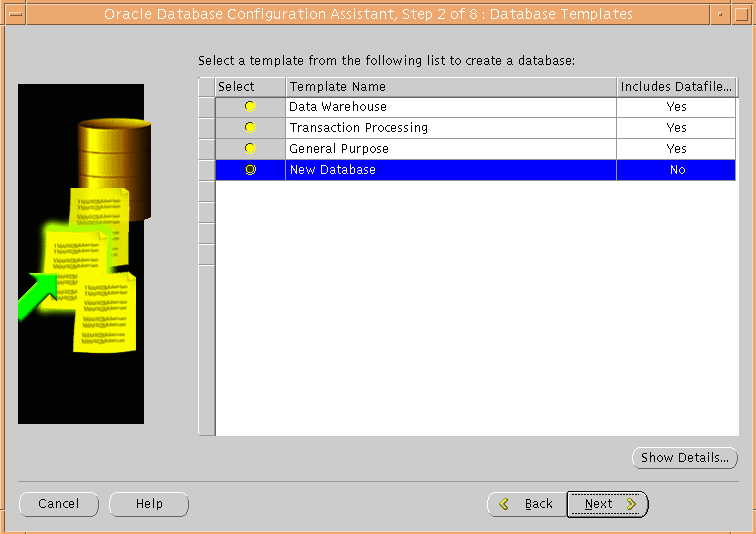 Oracle Database Configuration Assistant, Step 2 of 8 : Database Templates
Select a template from the following list to create a database:
Select Template Name Includes Datafile...
Data Warehouse Yes
Transaction Processing Yes
General Purpose Yes
New Database No
Show Details...
Cancel Help Back Next